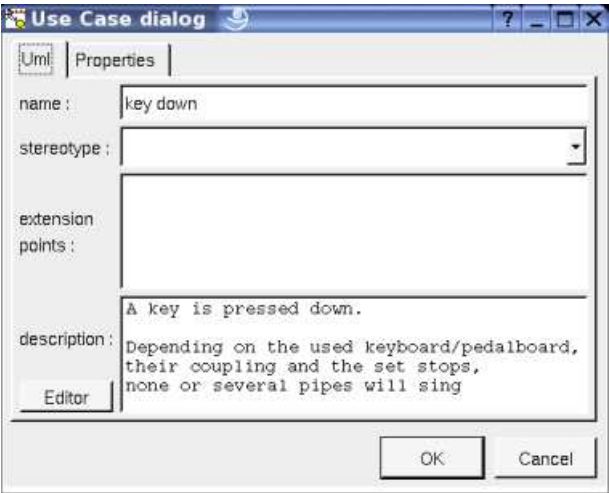 Use Case dialog ?
Uml Properties
name : key down
stereotype :
extension
points :
A key is pressed down.
description : Depending on the used keyboard/pedalboard,
their coupling and the set stops,
Editor none or several pipes will sing
OK Cancel